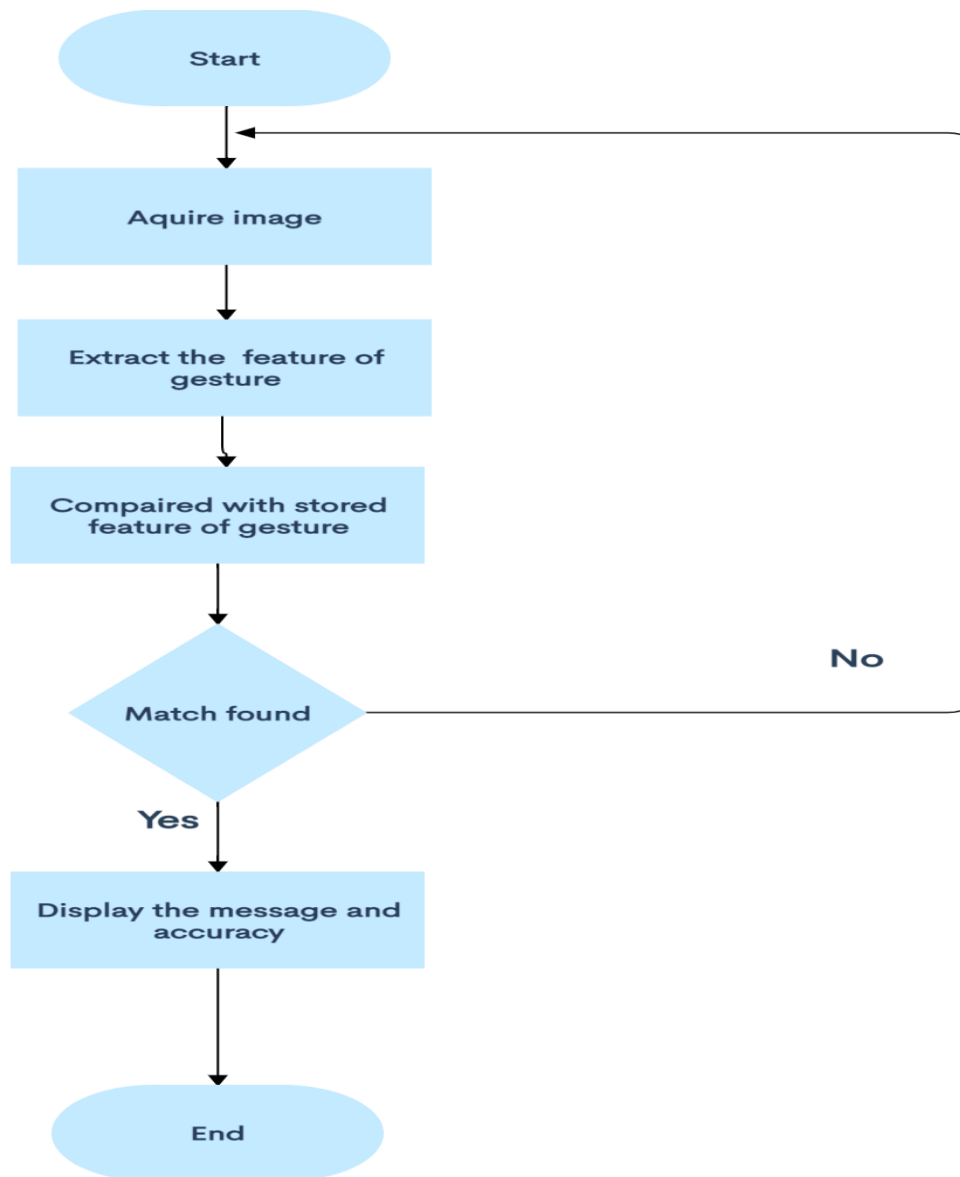 Start
Aquire image
Extract the  feature of
gesture
Compaired with stored
feature of gesture
No
Match found
Yes
Display the message and
accuracy
End